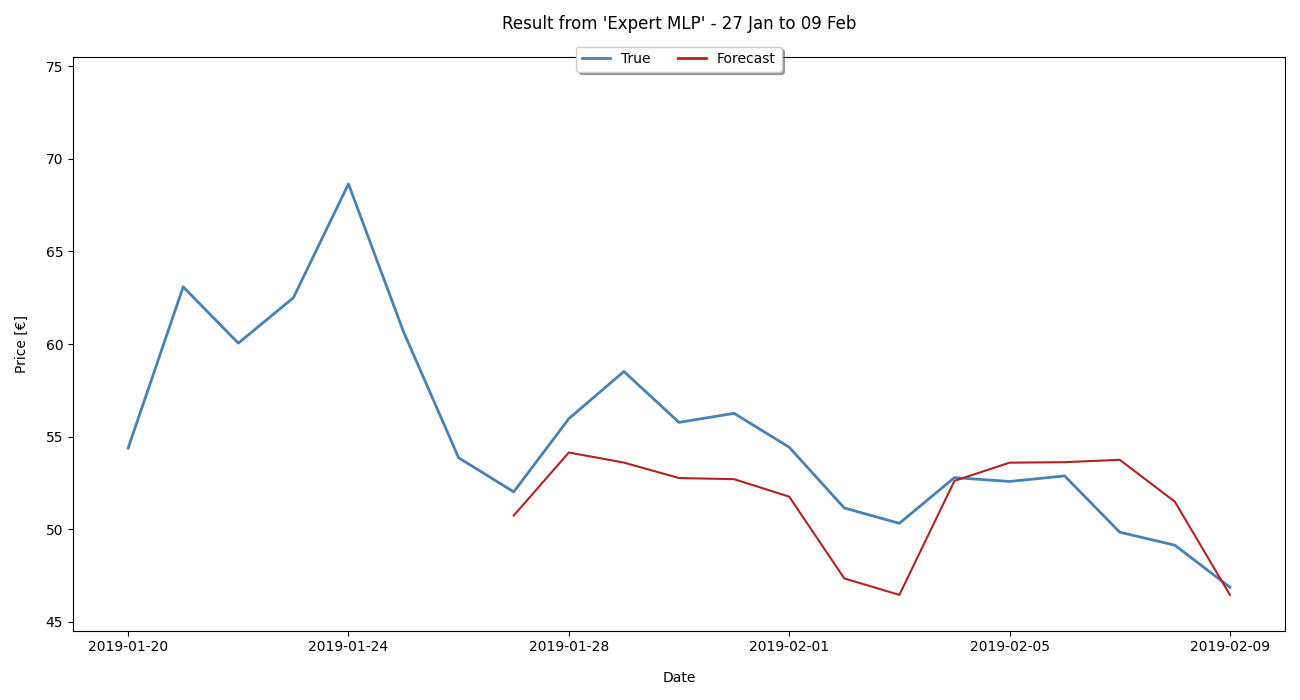 Result from 'Expert MLP' - 27 Jan to 09 Feb
True Forecast
75
70
65
60
55
50
45
Price [€]
2019-01-20 2019-01-24 2019-01-28 2019-02-01 2019-02-05 2019-02-09
Date